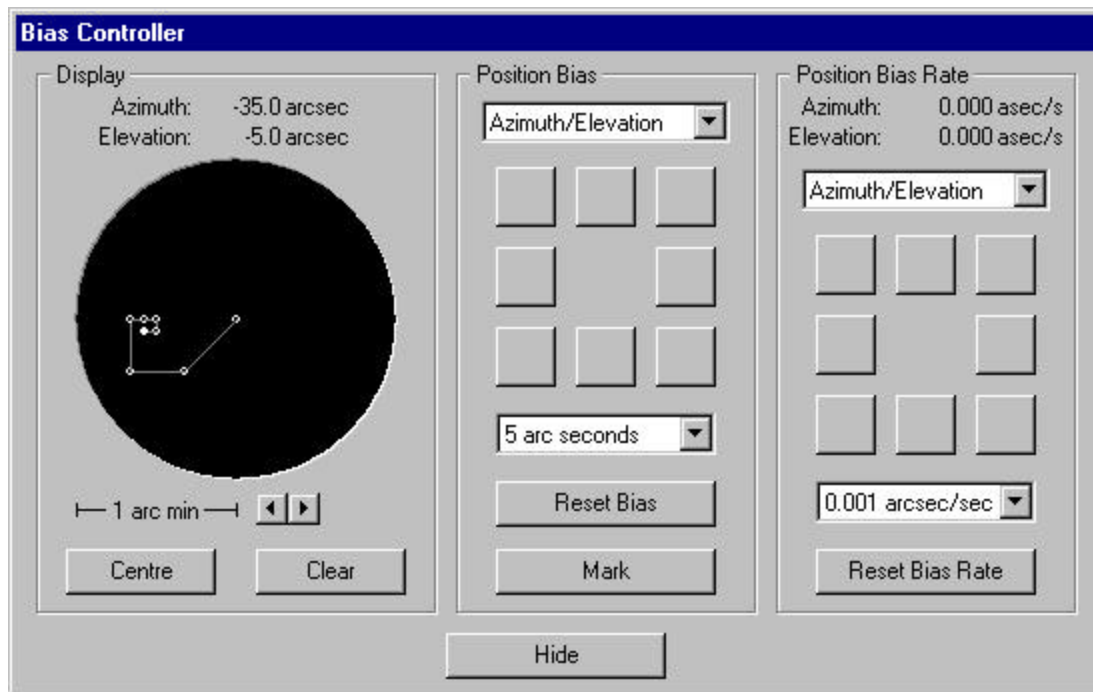 Bias Controller
Display
Azimuth: -35.0 arcsec
Elevation: -5.0 arcsec
1 arc min
Centre
Clear
Position Bias
Azimuth/Elevation
5 arc seconds
Reset Bias
Mark
Position Bias Rate
Azimuth: 0.000 asec/s
Elevation: 0.000 asec/s
Azimuth/Elevation
0.001 arcsec/sec
Reset Bias Rate
Hide